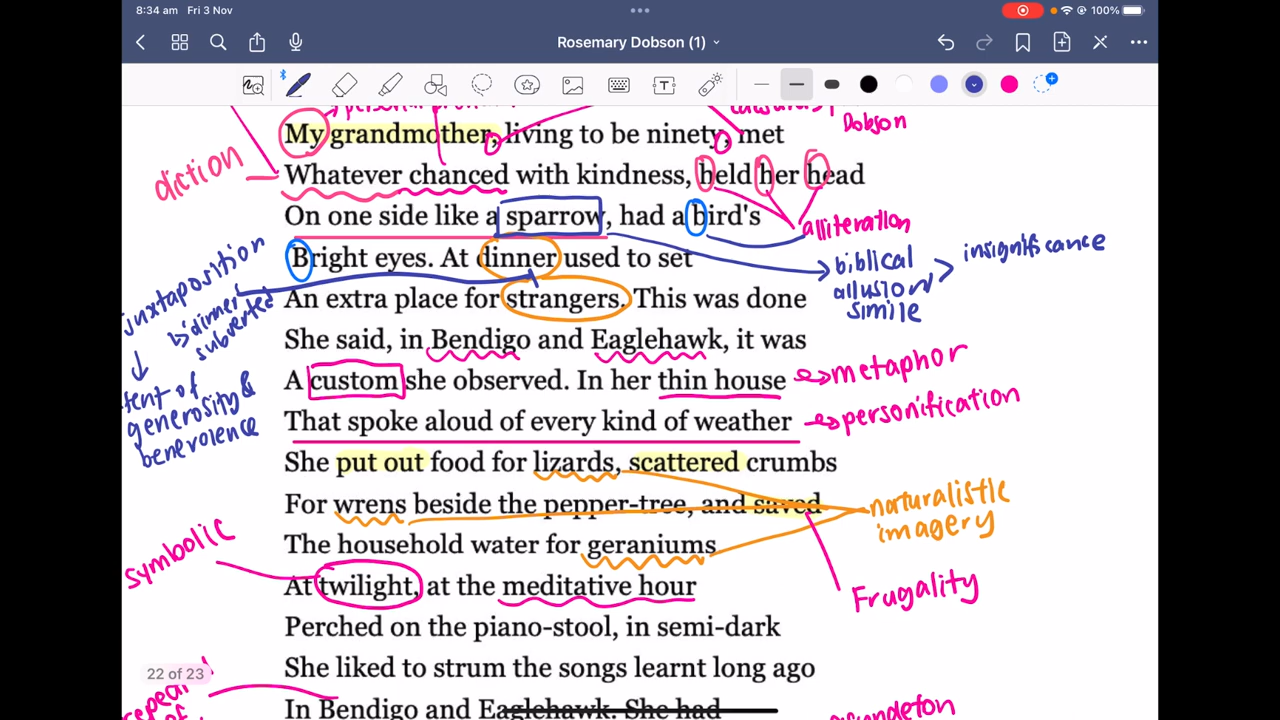 8:34 am Fri 3 Nov
100%
Rosemary Dobson (1)
Dobson
My grandmother, living to be ninety, met
diction
Whatever chanced with kindness, held her head
On one side like a sparrow, had a bird's
alliteration
Bright eyes. At dinner used to set
biblical
allusion/
simile
insignificance
juxtaposition
↳ dinner
subverted
An extra place for strangers. This was done
She said, in Bendigo and Eaglehawk, it was
A custom she observed. In her thin house
metaphor
tent of
generosity &
benevolence
That spoke aloud of every kind of weather
personification
She put out food for lizards, scattered crumbs
For wrens beside the pepper-tree, and saved
naturalistic
imagery
The household water for geraniums
symbolic
At twilight, at the meditative hour
Frugality
Perched on the piano-stool, in semi-dark
22 of 23
She liked to strum the songs learnt long ago
In Bendigo and Eaglehawk. She had